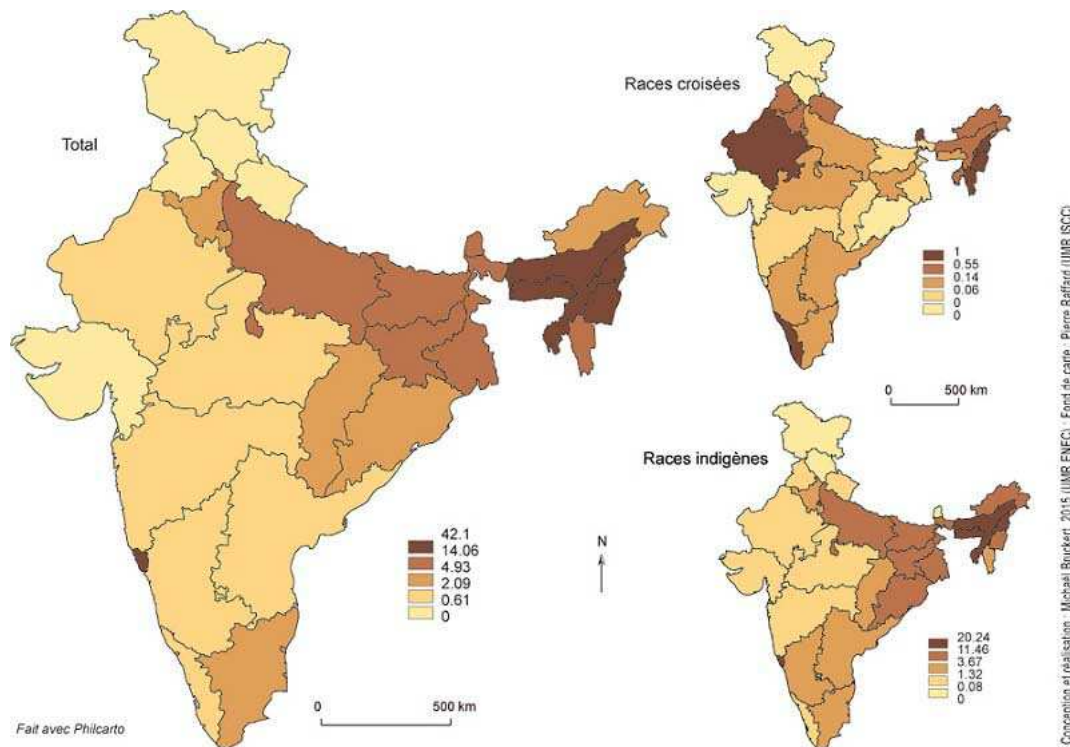 Total
42.1
14.06
4.93
2.09
0.61
0
N
0 500 km
Fait avec Philcarto
Races croisées
1
0.55
0.14
0.06
0
0
0 500 km
Races indigènes
20.24
11.46
3.67
1.32
0.08
0
Conception et réalisation : Michaël Bruckert, 2015 (UMR ENEC) ; Fond de carte : Pierre Raffard (UMR ISCC)